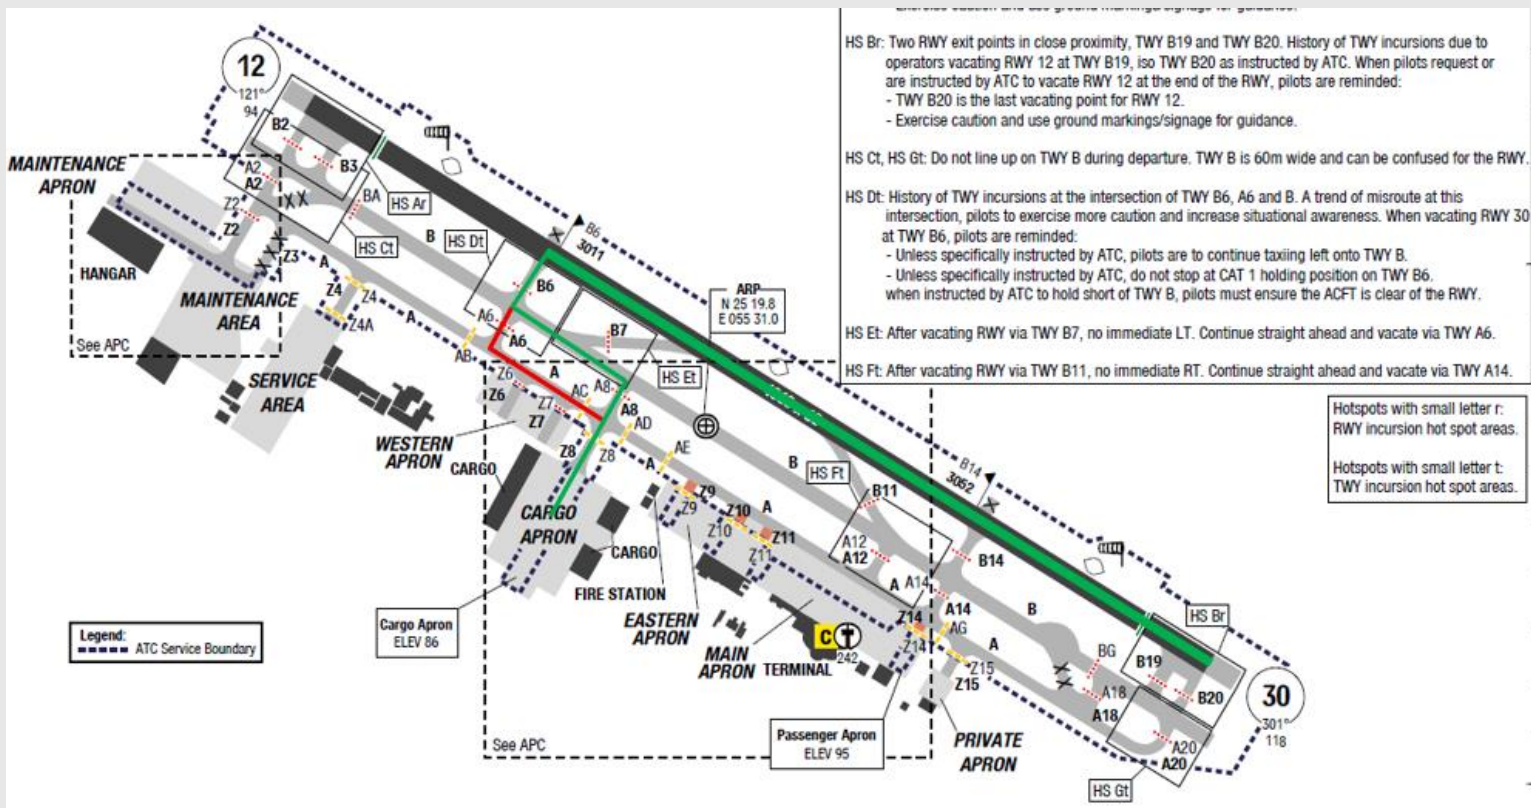 HS Br: Two RWY exit points in close proximity, TWY B19 and TWY B20. History of TWY incursions due to
operators vacating RWY 12 at TWY B19, iso TWY B20 as instructed by ATC. When pilots request or
are instructed by ATC to vacate RWY 12 at the end of the RWY, pilots are reminded:
- TWY B20 is the last vacating point for RWY 12.
- Exercise caution and use ground markings/signage for guidance.
HS Ct, HS Gt: Do not line up on TWY B during departure. TWY B is 60m wide and can be confused for the RWY.
HS Dt: History of TWY incursions at the intersection of TWY B6, A6 and B. A trend of misroute at this
intersection, pilots to exercise more caution and increase situational awareness. When vacating RWY 30
at TWY B6, pilots are reminded:
- Unless specifically instructed by ATC, pilots are to continue taxiing left onto TWY B.
- Unless specifically instructed by ATC, do not stop at CAT 1 holding position on TWY B6.
when instructed by ATC to hold short of TWY B, pilots must ensure the ACFT is clear of the RWY.
HS Et: After vacating RWY via TWY B7, no immediate LT. Continue straight ahead and vacate via TWY A6.
HS Ft: After vacating RWY via TWY B11, no immediate RT. Continue straight ahead and vacate via TWY A14.
Hotspots with small letter r:
RWY incursion hot spot areas.
Hotspots with small letter t:
TWY incursion hot spot areas.
12
121°
94
B2
B3
A2
A2
BA
HS Ar
HS Ct
B
HS Dt
B6
3011
MAINTENANCE
APRON
Z2
Z2
Z3
A
HANGAR
MAINTENANCE
AREA
See APC
Z4
Z4
Z4A
A
SERVICE
AREA
B6
A6
A6
AB
B7
HS Et
ARP
N 25 19.8
E 055 31.0
A
Z6
Z6
AC
A8
A8
Z7
Z7
AD
Z8
Z8
WESTERN
APRON
CARGO
CARGO
APRON
CARGO
FIRE STATION
AE
A
Z9
Z9
Z10
Z10
A
Z11
Z11
EASTERN
APRON
MAIN
APRON
TERMINAL
C
242
B
HS Ft
B11
B14
3052
B14
A12
A12
A
A14
A14
Z14
Z14
AG
A
Z15
Z15
B
BG
A18
A18
B19
B20
HS Br
A20
A20
HS Gt
30
301°
118
PRIVATE
APRON
Cargo Apron
ELEV 86
Passenger Apron
ELEV 95
See APC
Legend:
ATC Service Boundary